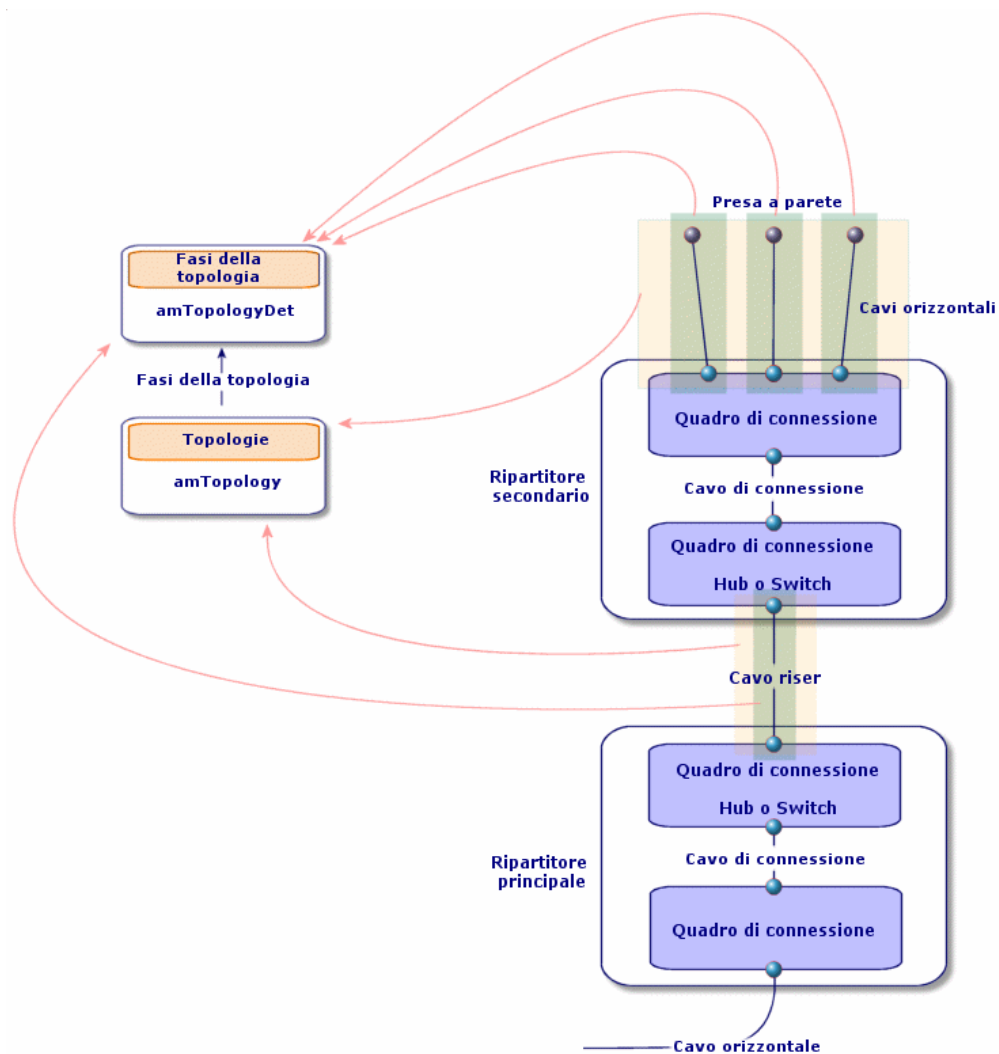 Presa a parete
Fasi della
topologia
amTopologyDet
Cavi orizzontali
Fasi della topologia
Quadro di connessione
Topologie
amTopology
Ripartitore
secondario
Cavo di connessione
Quadro di connessione
Hub o Switch
Cavo riser
Quadro di connessione
Hub o Switch
Ripartitore
principale
Cavo di connessione
Quadro di connessione
Cavo orizzontale